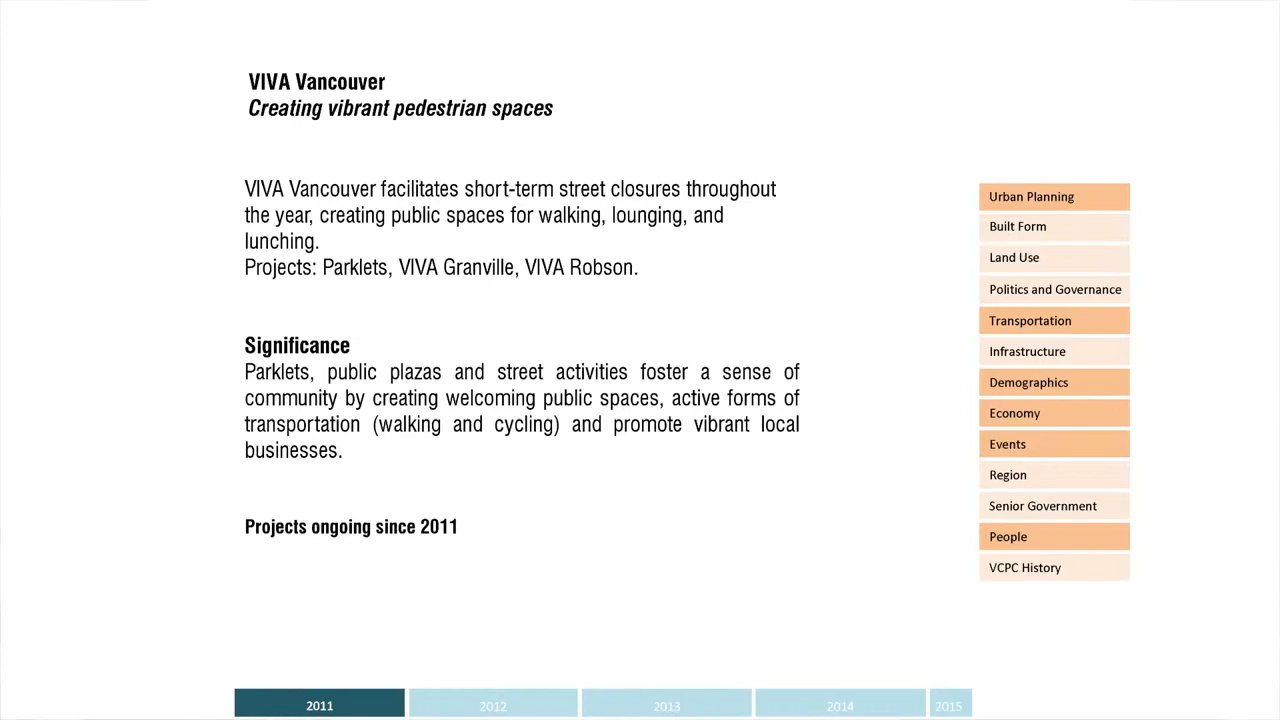 VIVA Vancouver
Creating vibrant pedestrian spaces
VIVA Vancouver facilitates short-term street closures throughout
the year, creating public spaces for walking, lounging, and
lunching.
Projects: Parklets, VIVA Granville, VIVA Robson.
Significance
Parklets, public plazas and street activities foster a sense of
community by creating welcoming public spaces, active forms of
transportation (walking and cycling) and promote vibrant local
businesses.
Projects ongoing since 2011
Urban Planning
Built Form
Land Use
Politics and Governance
Transportation
Infrastructure
Demographics
Economy
Events
Region
Senior Government
People
VCPC History
2011
2012
2013
2014
2015